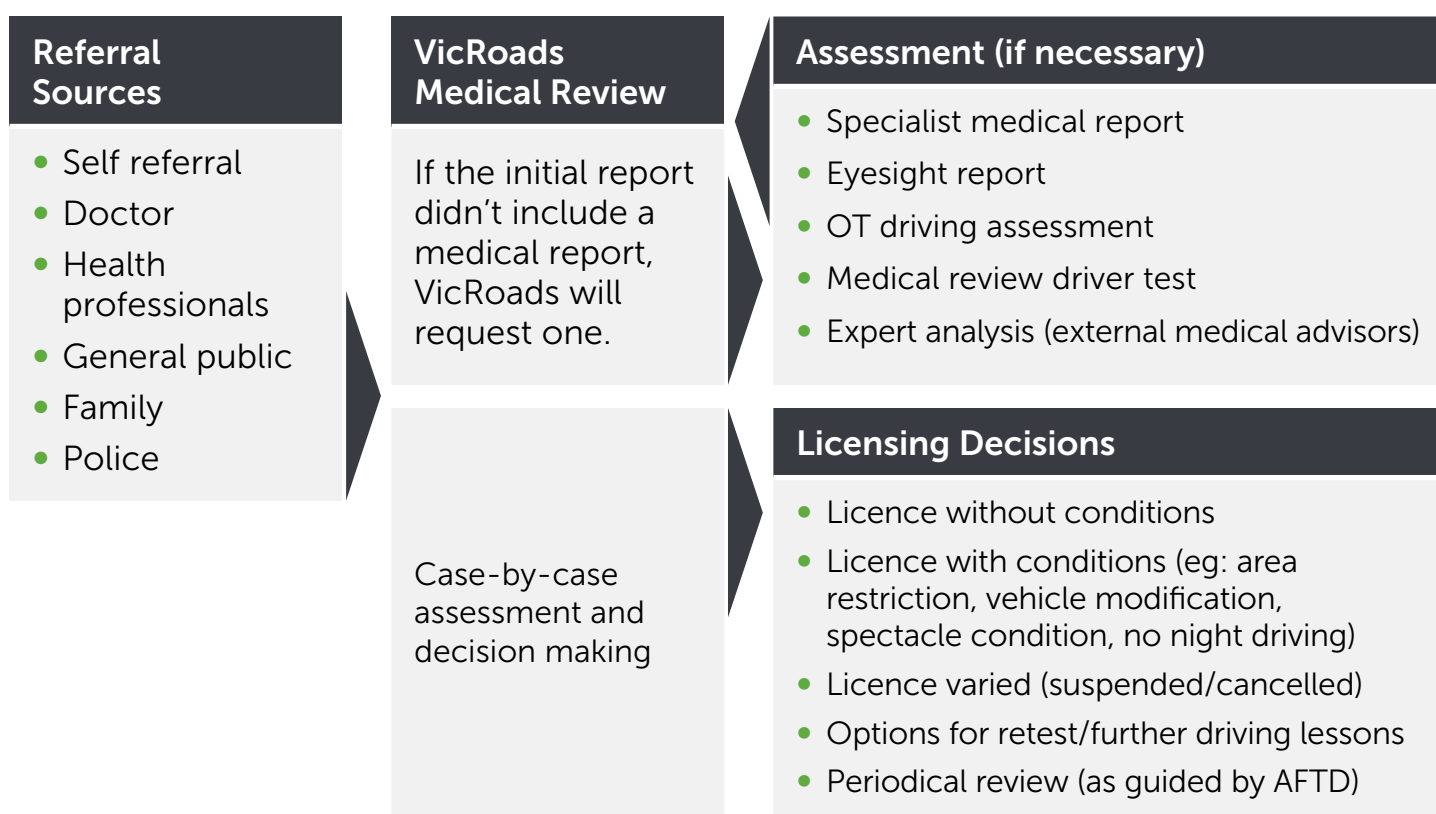 Referral
Sources
• Self referral
• Doctor
• Health
professionals
• General public
• Family
• Police
VicRoads
Medical Review
If the initial report
didn't include a
medical report,
VicRoads will
request one.
Case-by-case
assessment and
decision making
Assessment (if necessary)
• Specialist medical report
• Eyesight report
• OT driving assessment
• Medical review driver test
• Expert analysis (external medical advisors)
Licensing Decisions
• Licence without conditions
• Licence with conditions (eg: area
restriction, vehicle modification,
spectacle condition, no night driving)
• Licence varied (suspended/cancelled)
• Options for retest/further driving lessons
• Periodical review (as guided by AFTD)